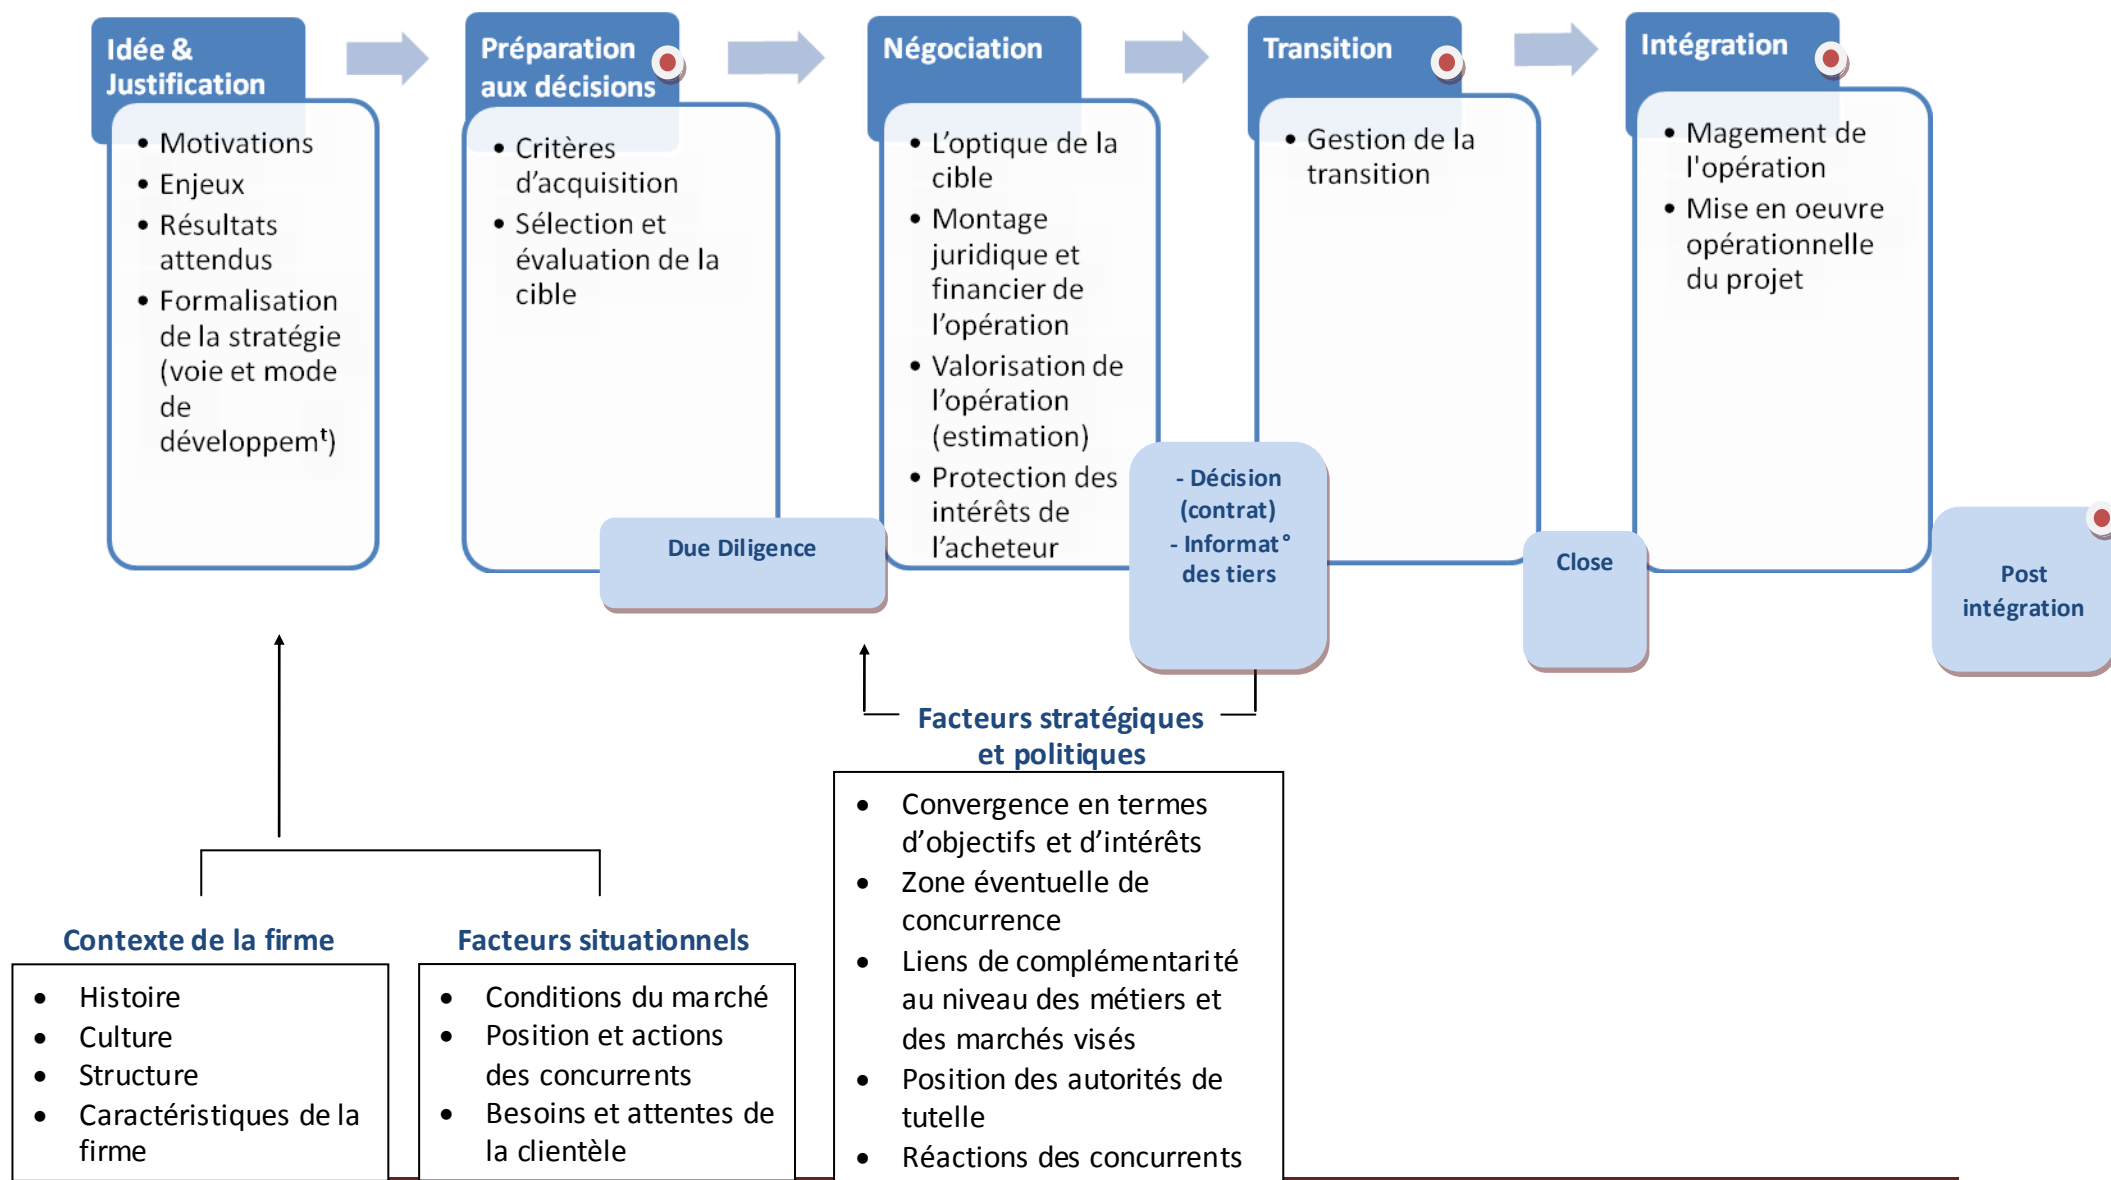 Idée &
Justification
• Motivations
• Enjeux
• Résultats
attendus
• Formalisation
de la stratégie
(voie et mode
de
développemᵗ)
Préparation
aux décisions
• Critères
d'acquisition
• Sélection et
évaluation de la
cible
Due Diligence
Négociation
• L'optique de la
cible
• Montage
juridique et
financier de
l'opération
• Valorisation de
l'opération
(estimation)
• Protection des
intérêts de
l'acheteur
- Décision
(contrat)
- Informat°
des tiers
Transition
• Gestion de la
transition
Close
Intégration
• Magement de
l'opération
• Mise en oeuvre
opérationnelle
du projet
Post
intégration
Contexte de la firme
• Histoire
• Culture
• Structure
• Caractéristiques de la
firme
Facteurs situationnels
• Conditions du marché
• Position et actions
des concurrents
• Besoins et attentes de
la clientèle
Facteurs stratégiques
et politiques
• Convergence en termes
d'objectifs et d'intérêts
• Zone éventuelle de
concurrence
• Liens de complémentarité
au niveau des métiers et
des marchés visés
• Position des autorités de
tutelle
• Réactions des concurrents